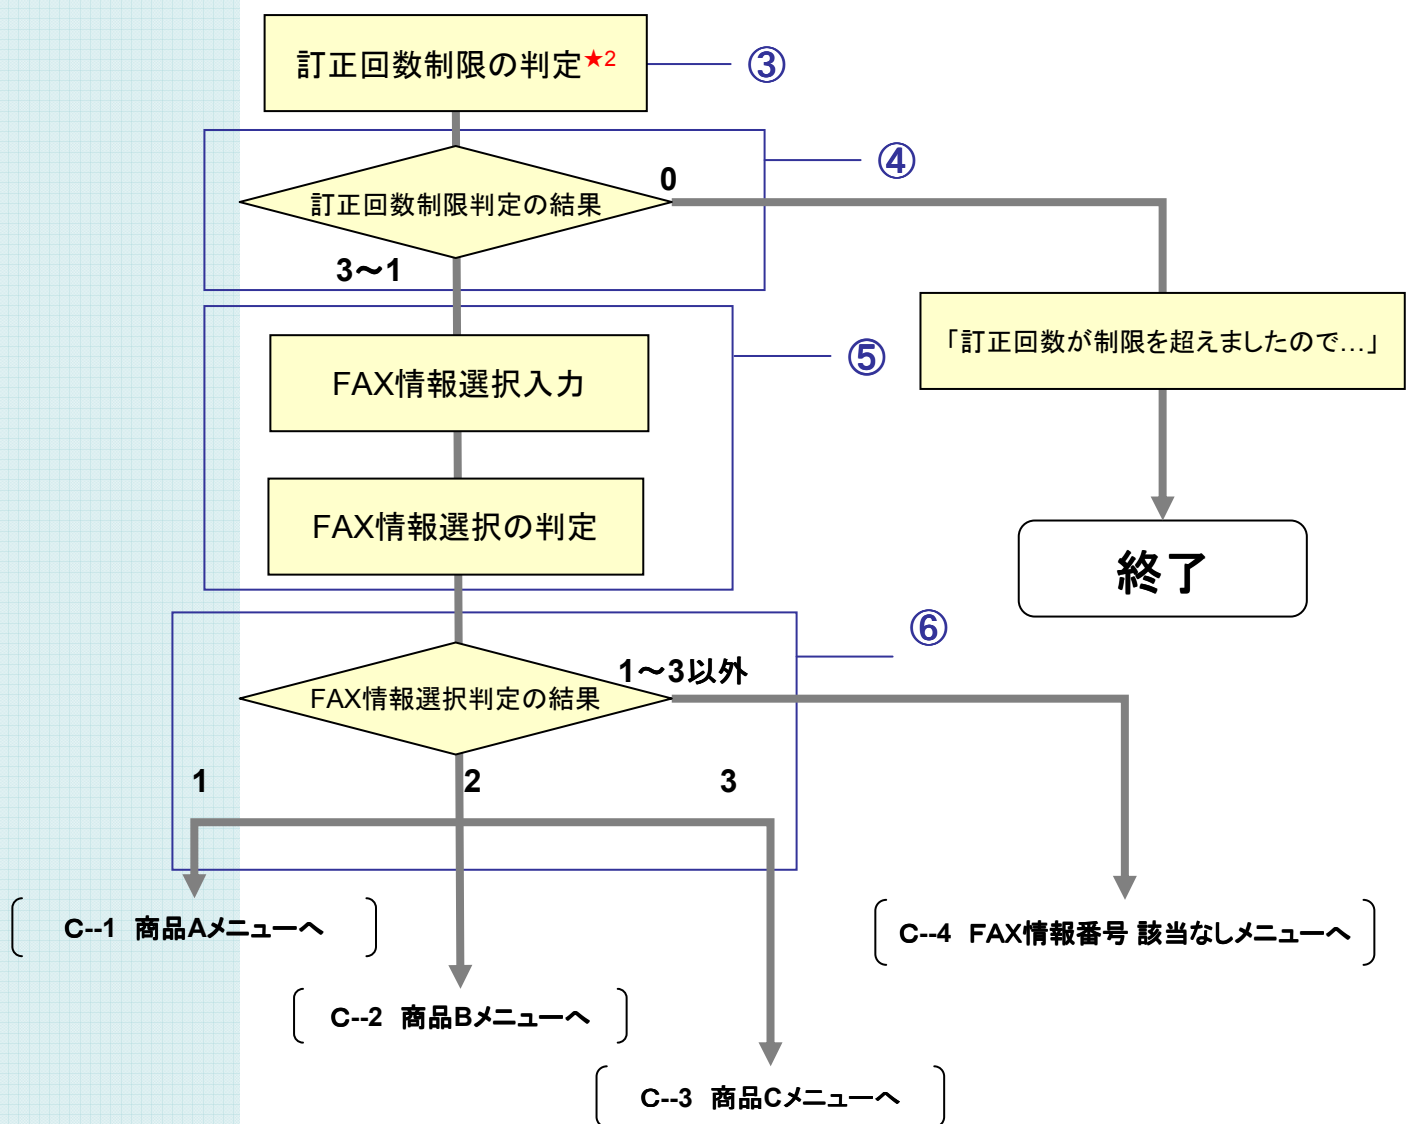 訂正回数制限の判定★2
③
④
訂正回数制限判定の結果
0
3～1
「訂正回数が制限を超えましたので…」
⑤
FAX情報選択入力
FAX情報選択の判定
終了
⑥
1～3以外
FAX情報選択判定の結果
1
2
3
C--1 商品Aメニューへ
C--4 FAX情報番号 該当なしメニューへ
C--2 商品Bメニューへ
C--3 商品Cメニューへ